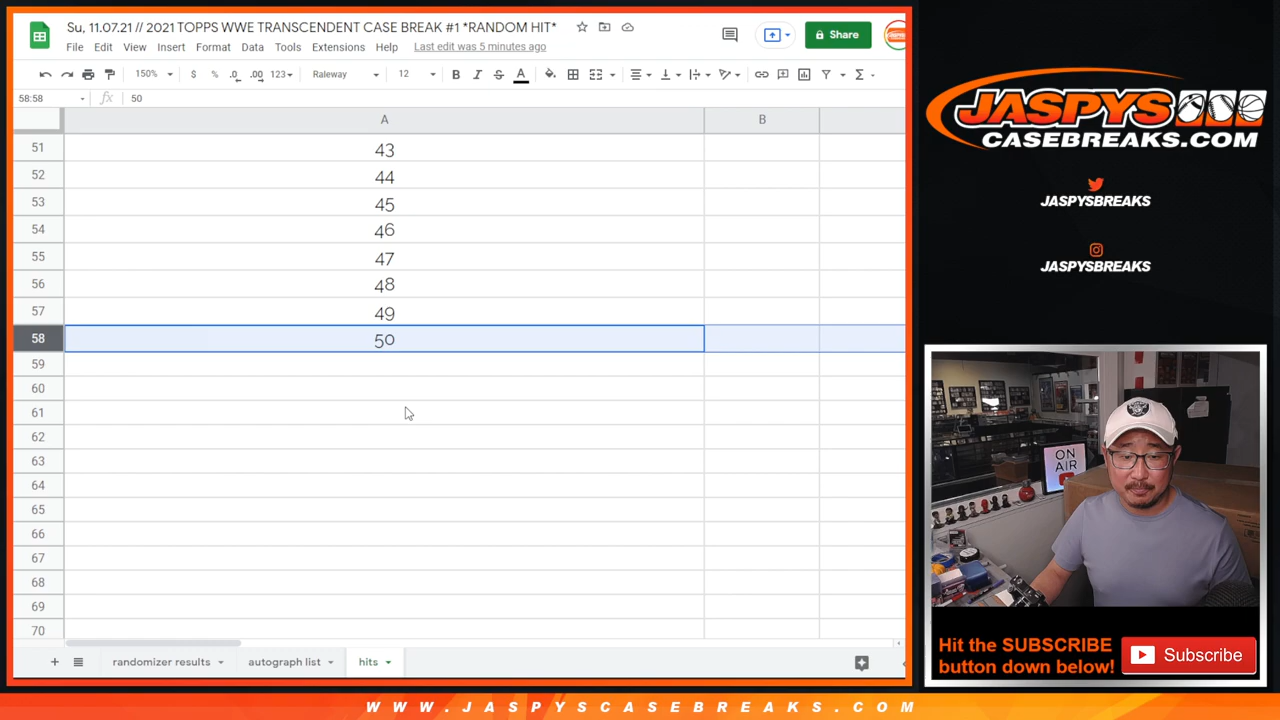 Su, 11.07.21 // 2021 TOPPS WWE TRANSCENDENT CASE BREAK #1 *RANDOM HIT*
File Edit View Insert Format Data Tools Extensions Help Last edit was 5 minutes ago
Share
150% $ % .0 .00 123 Raleway 12 B I S A
58:58 fx 50
A B
51 43
52 44
53 45
54 46
55 47
56 48
57 49
58 50
59
60
61
62
63
64
65
66
67
68
69
70
+ randomizer results autograph list hits
JASPYS
CASEBREAKS.COM
JASPYSBREAKS
JASPYSBREAKS
ON
AIR
Hit the SUBSCRIBE
button down below!
Subscribe
WWW.JASPYSCASEBREAKS.COM